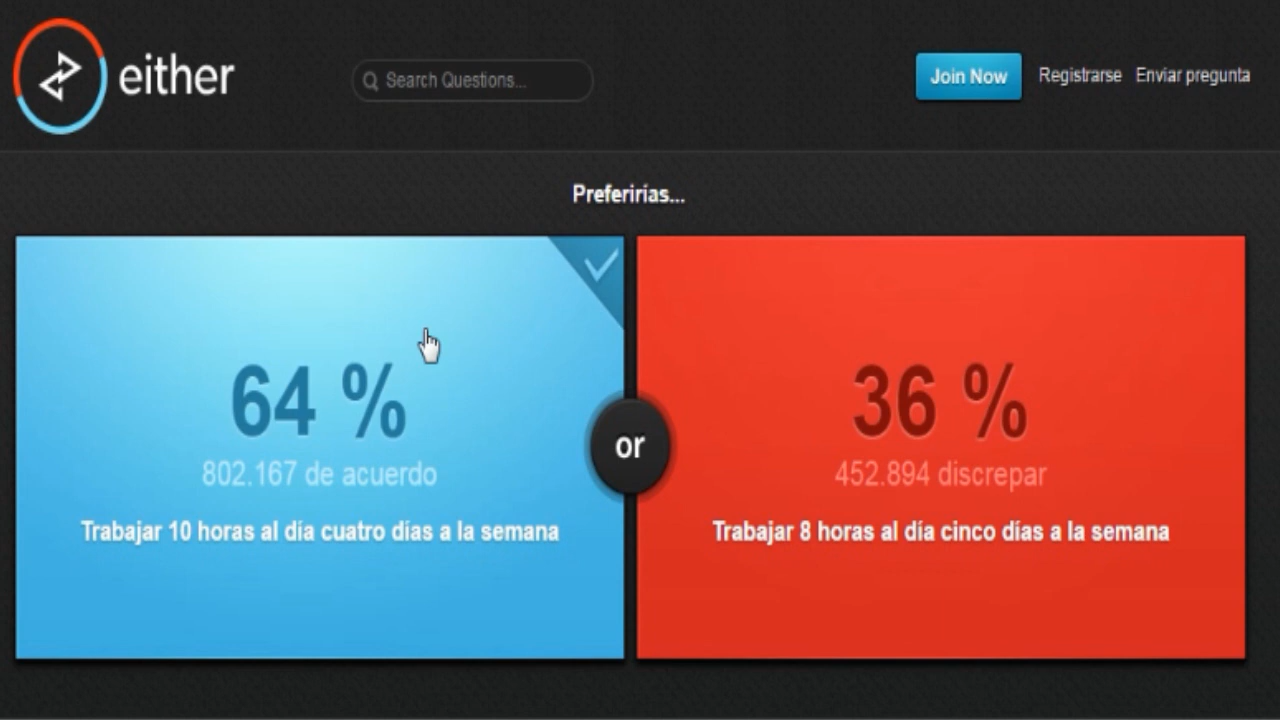 either
Search Questions...
Join Now
Registrarse
Enviar pregunta
Preferirías...
64 %
802.167 de acuerdo
Trabajar 10 horas al día cuatro días a la semana
or
36 %
452.894 discrepar
Trabajar 8 horas al día cinco días a la semana